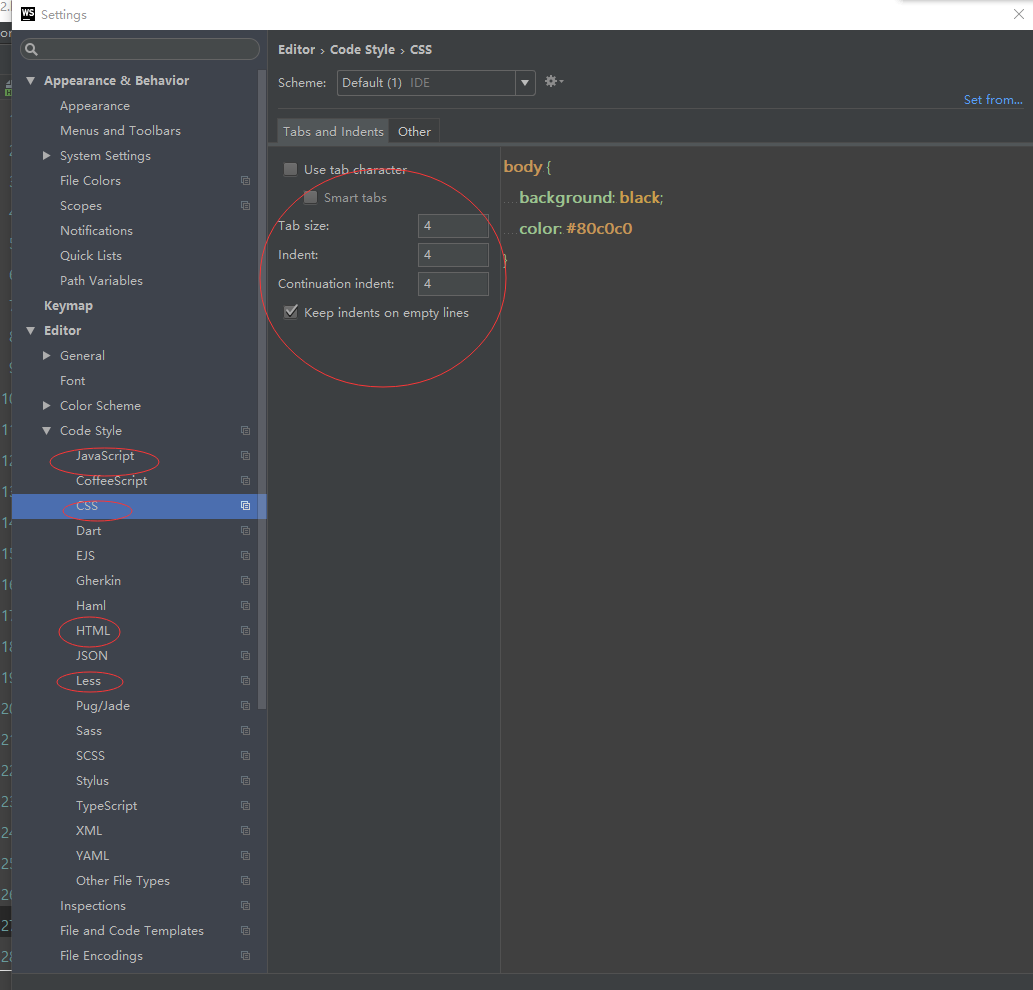 2.
WS Settings
or
Appearance & Behavior
Appearance
Menus and Toolbars
System Settings
File Colors
Scopes
Notifications
Quick Lists
Path Variables
Keymap
Editor
General
Font
Color Scheme
Code Style
JavaScript
CoffeeScript
CSS
Dart
EJS
Gherkin
Haml
HTML
JSON
Less
Pug/Jade
Sass
SCSS
Stylus
TypeScript
XML
YAML
Other File Types
Inspections
File and Code Templates
File Encodings
Editor › Code Style › CSS
Scheme: Default (1) IDE
Set from...
Tabs and Indents Other
Use tab character
Smart tabs
Tab size: 4
Indent: 4
Continuation indent: 4
Keep indents on empty lines
body {
background: black;
color: #80c0c0
}